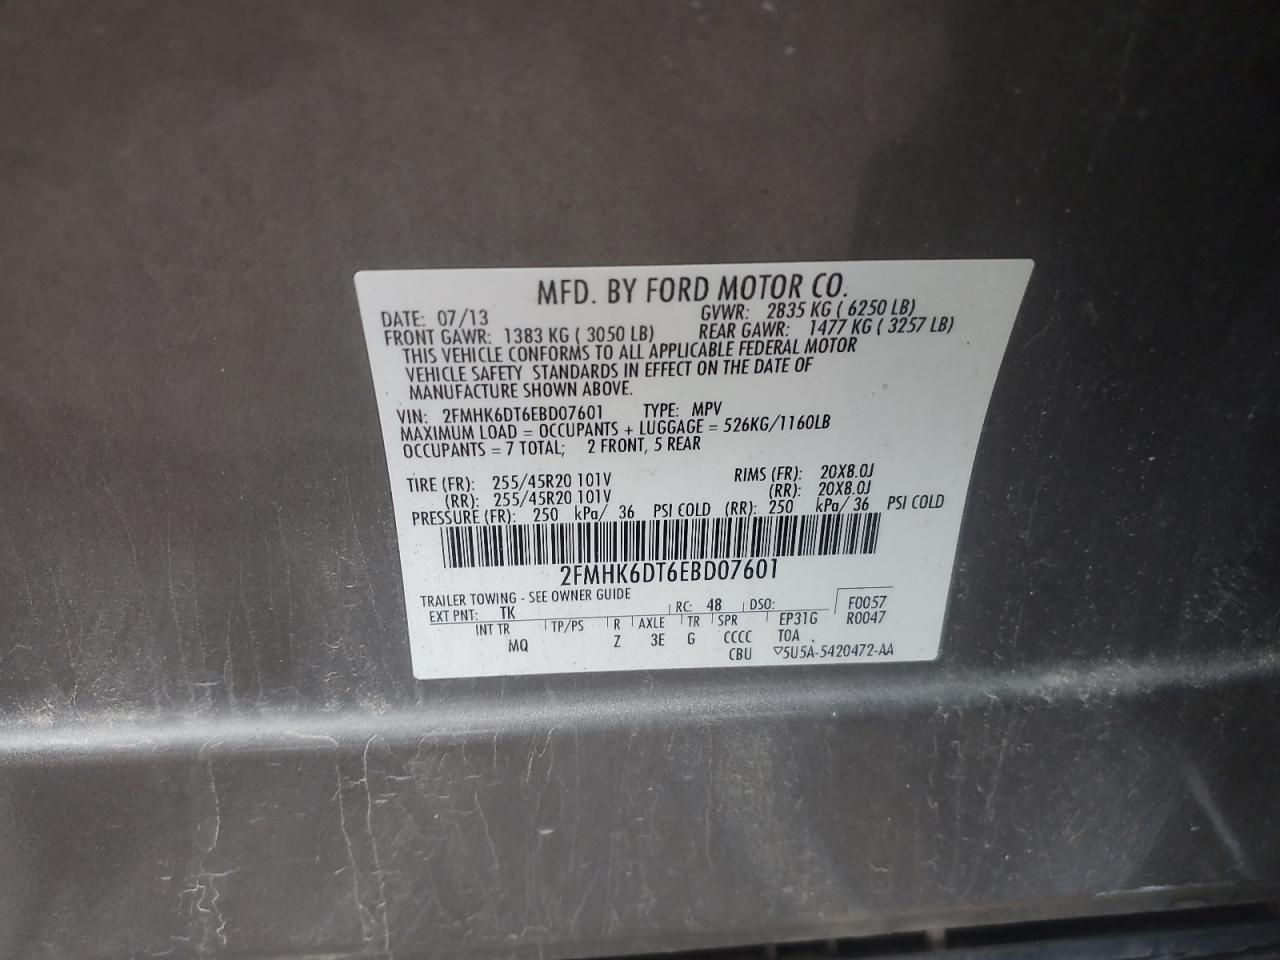 MFD. BY FORD MOTOR CO.
DATE: 07/13 GVWR: 2835 KG ( 6250 LB)
FRONT GAWR: 1383 KG ( 3050 LB) REAR GAWR: 1477 KG ( 3257 LB)
THIS VEHICLE CONFORMS TO ALL APPLICABLE FEDERAL MOTOR
VEHICLE SAFETY STANDARDS IN EFFECT ON THE DATE OF
MANUFACTURE SHOWN ABOVE.
VIN: 2FMHK6DT6EBD07601 TYPE: MPV
MAXIMUM LOAD = OCCUPANTS + LUGGAGE = 526KG/1160LB
OCCUPANTS = 7 TOTAL; 2 FRONT, 5 REAR
TIRE (FR): 255/45R20 101V RIMS (FR): 20X8.0J
(RR): 255/45R20 101V (RR): 20X8.0J
PRESSURE (FR): 250 kPa/ 36 PSI COLD (RR): 250 kPa/ 36 PSI COLD
2FMHK6DT6EBD07601
TRAILER TOWING - SEE OWNER GUIDE
EXT PNT: TK RC: 48 DSO: F0057
INT TR TP/PS R AXLE TR SPR EP31G R0047
MQ Z 3E G CCCC T0A
CBU ▽5U5A-5420472-AA